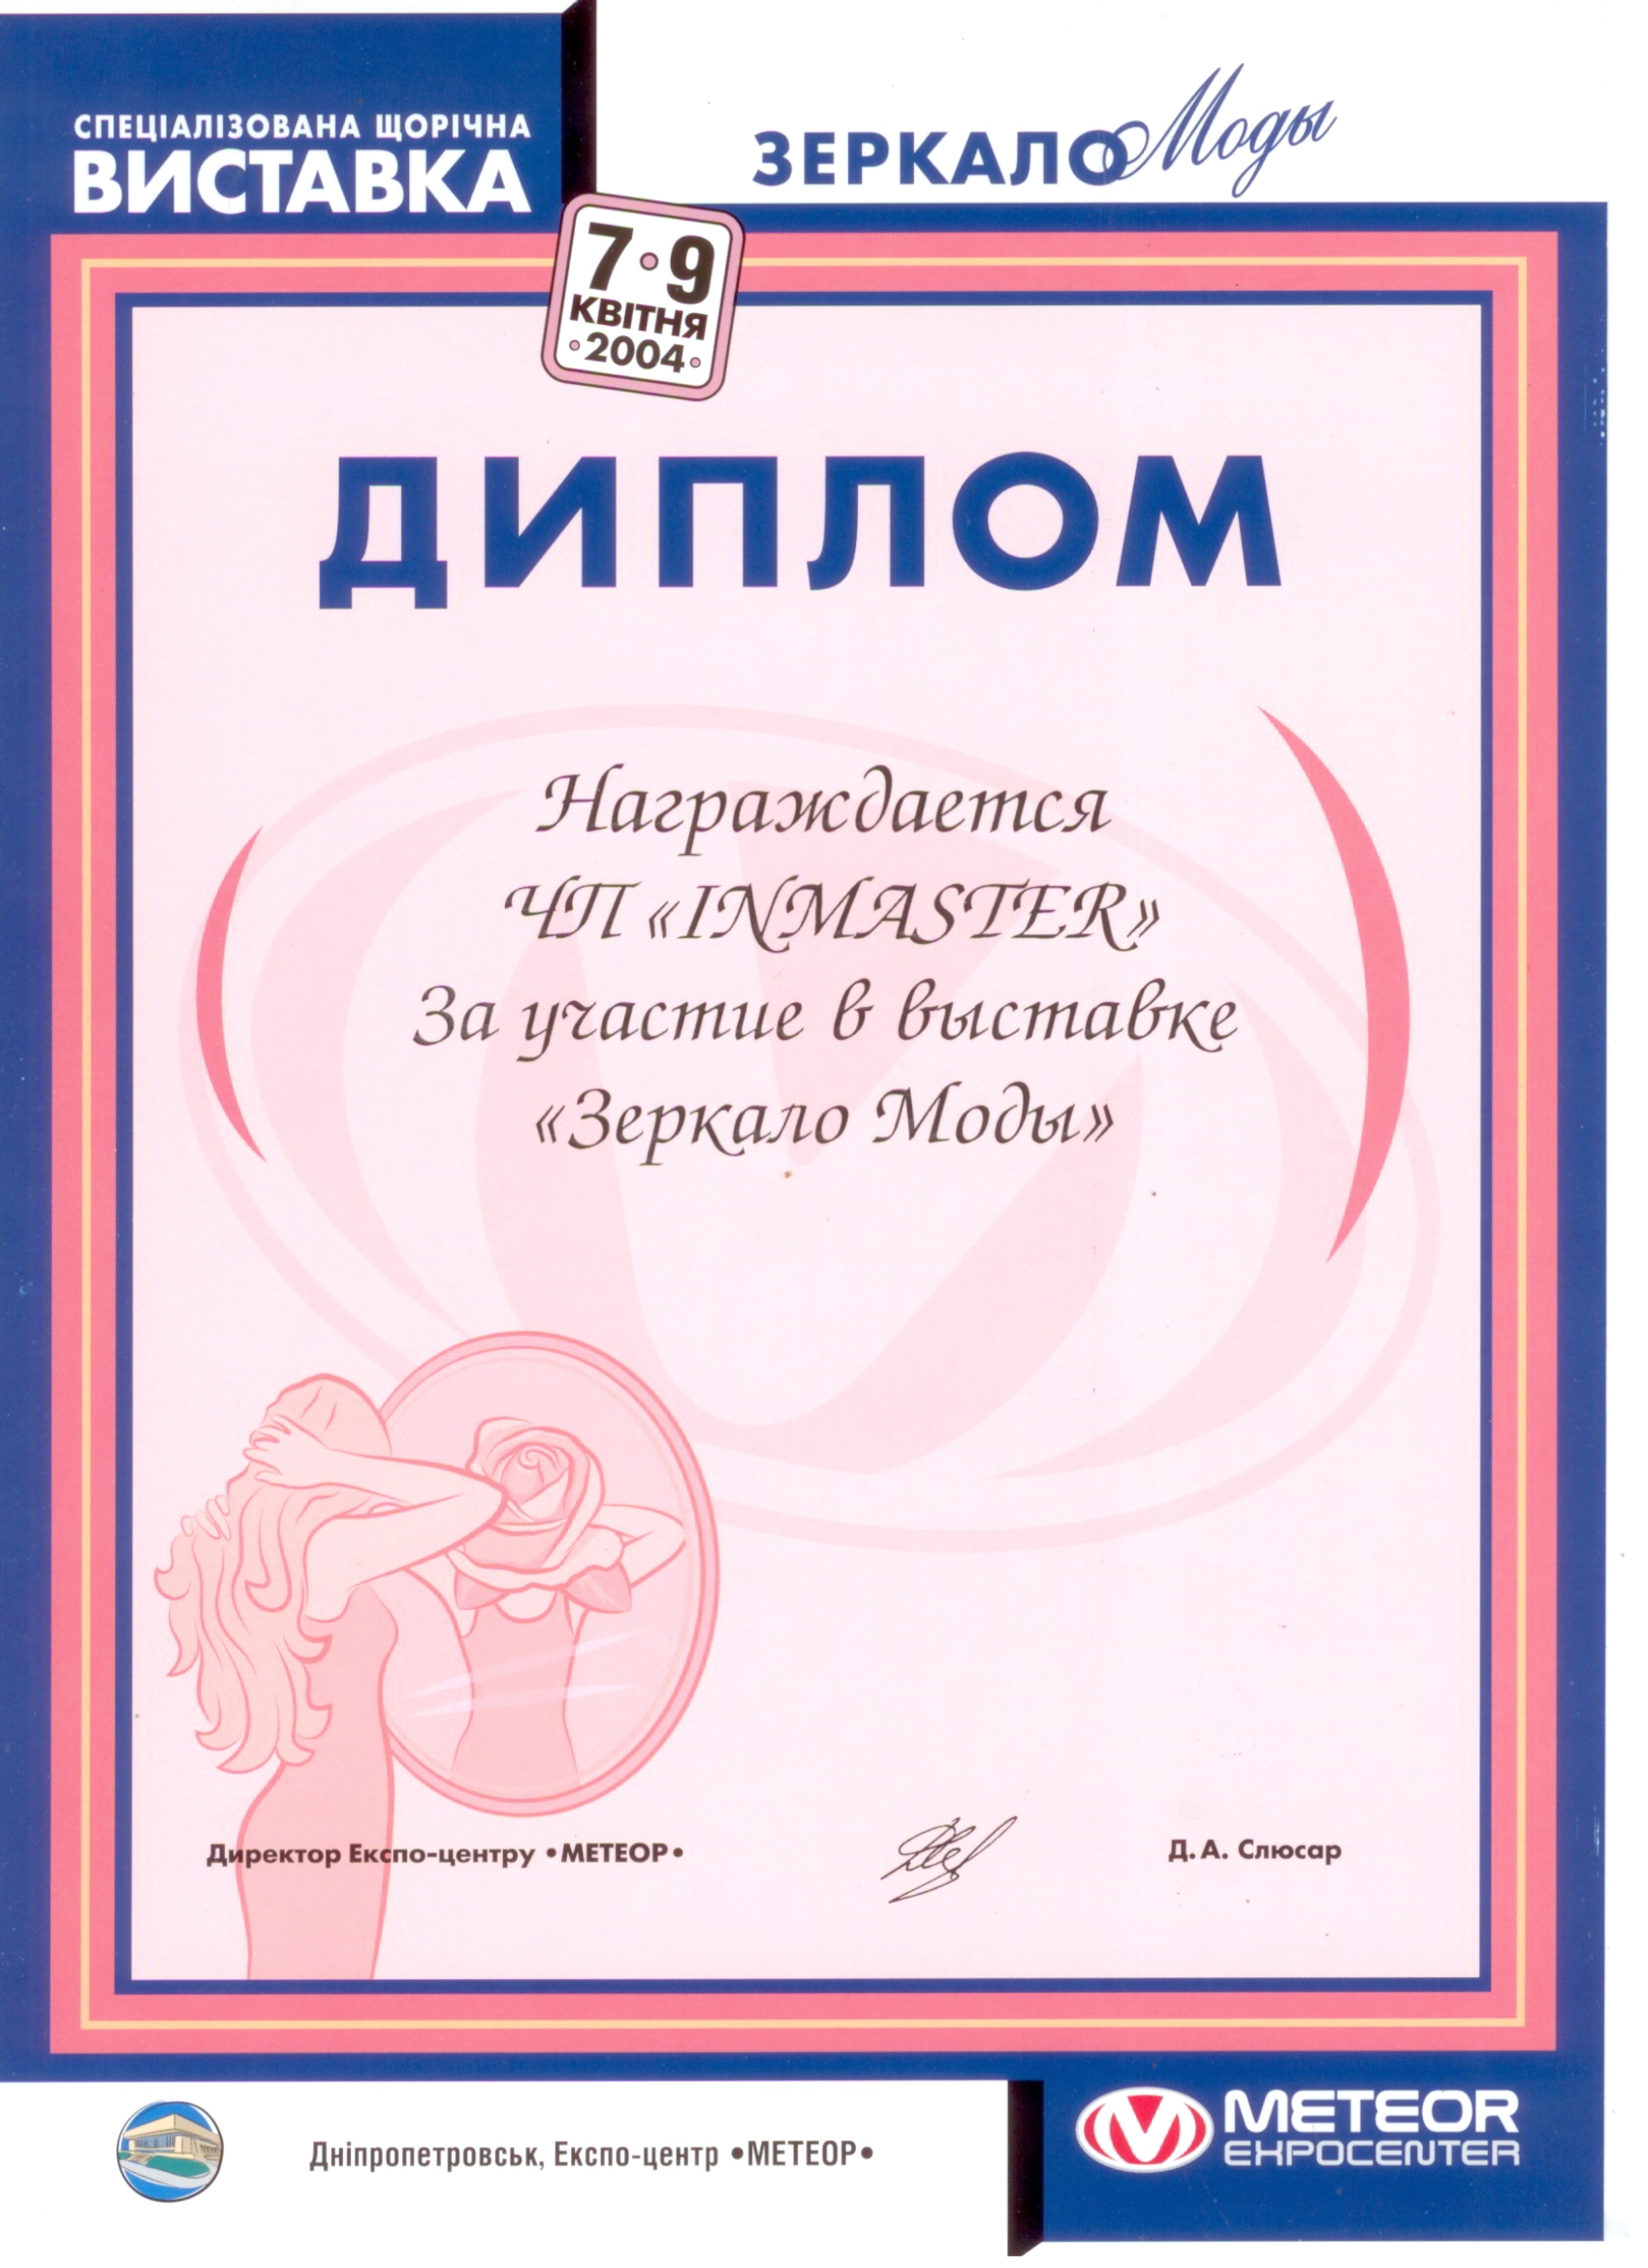 СПЕЦІАЛІЗОВАНА ЩОРІЧНА
ВИСТАВКА
ЗЕРКАЛО Моды
7•9
КВІТНЯ
•2004•
ДИПЛОМ
Награждается
ЧП «INMASTER»
За участие в выставке
«Зеркало Моды»
Директор Експо-центру •МЕТЕОР•
Д. А. Слюсар
Дніпропетровськ, Експо-центр •МЕТЕОР•
METEOR
EXPOCENTER